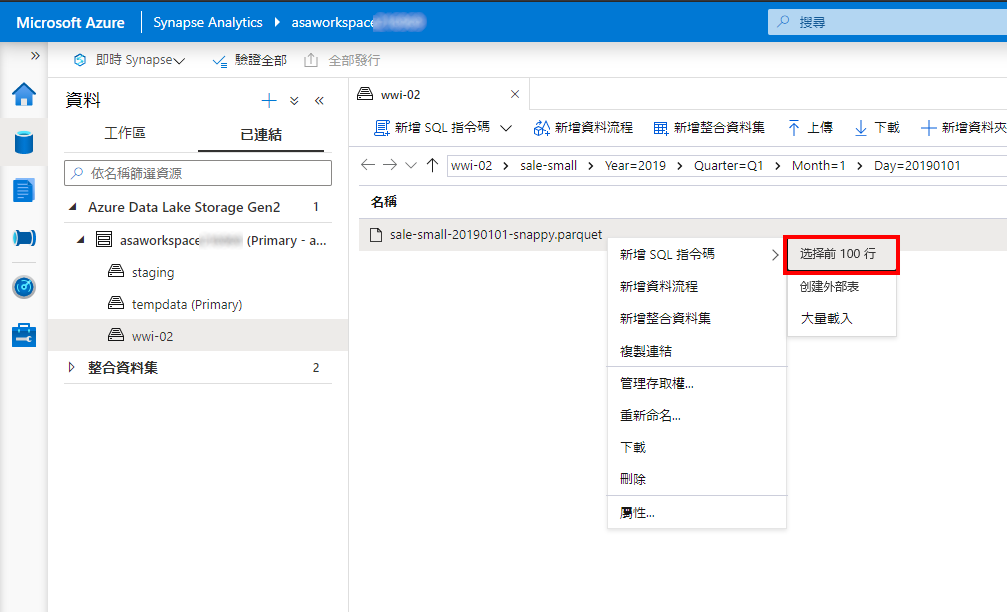 Microsoft Azure
Synapse Analytics
asaworkspace
搜尋
即時 Synapse
驗證全部
全部發行
資料
工作區
已連結
依名稱篩選資源
Azure Data Lake Storage Gen2 1
asaworkspace (Primary - a...
staging
tempdata (Primary)
wwi-02
整合資料集 2
wwi-02
新增 SQL 指令碼
新增資料流程
新增整合資料集
上傳
下載
新增資料夾
wwi-02 > sale-small > Year=2019 > Quarter=Q1 > Month=1 > Day=20190101
名稱
sale-small-20190101-snappy.parquet
新增 SQL 指令碼
新增資料流程
新增整合資料集
複製連結
管理存取權...
重新命名...
下載
刪除
屬性...
选择前 100 行
创建外部表
大量載入